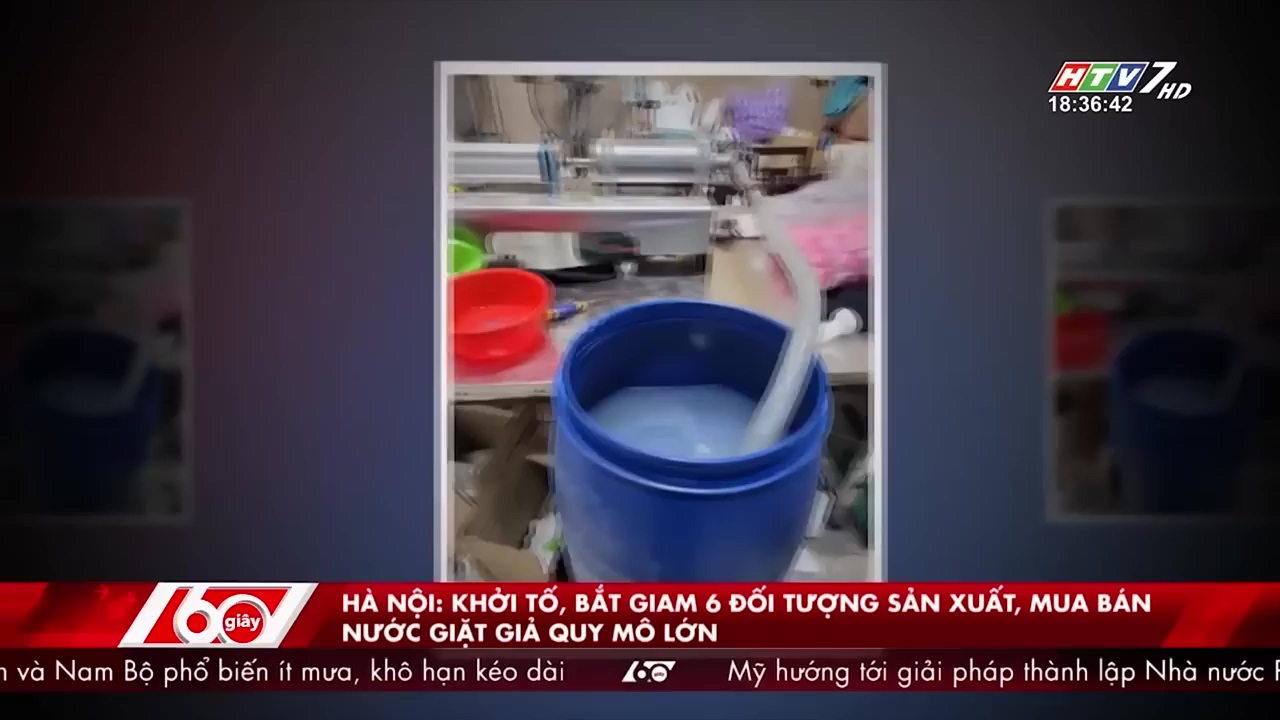 HTV7 HD
18:36:42
60 giây
HÀ NỘI: KHỞI TỐ, BẮT GIAM 6 ĐỐI TƯỢNG SẢN XUẤT, MUA BÁN
NƯỚC GIẶT GIẢ QUY MÔ LỚN
và Nam Bộ phổ biến ít mưa, khô hạn kéo dài 60 giây Mỹ hướng tới giải pháp thành lập Nhà nước